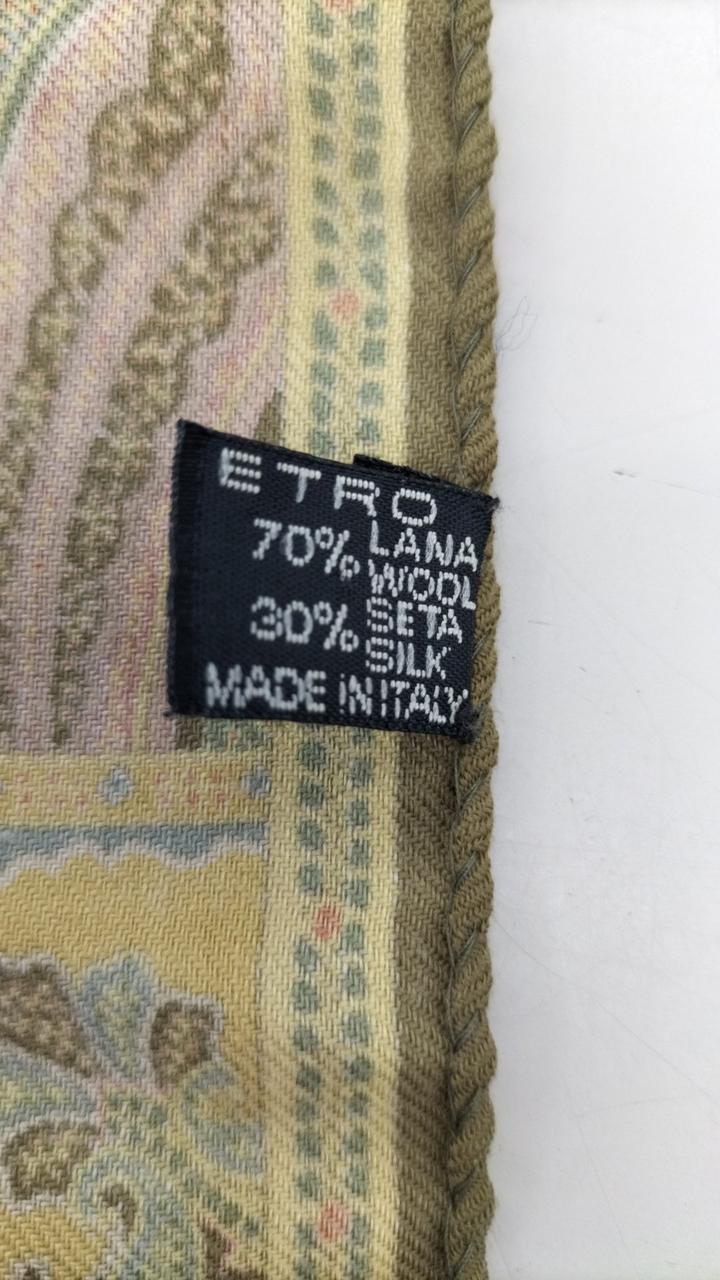 ETRO
70% LANA
WOOL
30% SETA
SILK
MADE IN ITALY